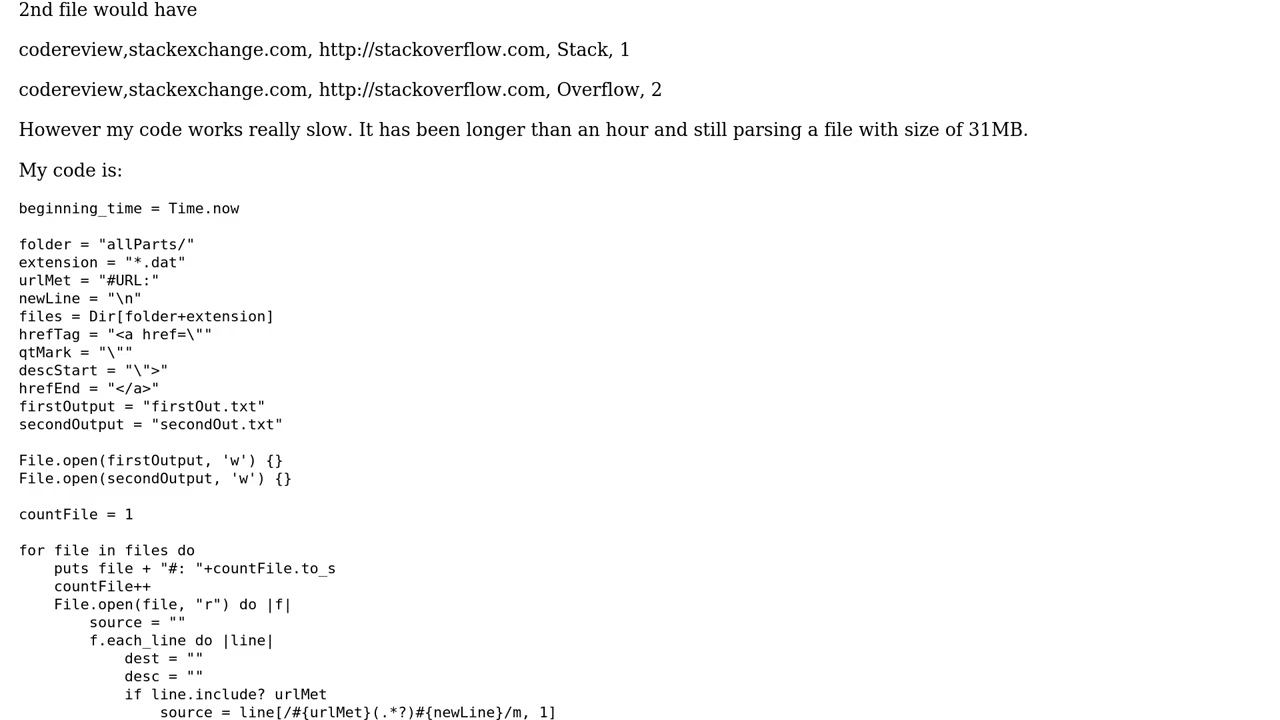 2nd file would have
codereview,stackexchange.com, http://stackoverflow.com, Stack, 1
codereview,stackexchange.com, http://stackoverflow.com, Overflow, 2
However my code works really slow. It has been longer than an hour and still parsing a file with size of 31MB.
My code is:
beginning_time = Time.now
folder = "allParts/"
extension = "*.dat"
urlMet = "#URL:"
newLine = "\n"
files = Dir[folder+extension]
hrefTag = "<a href=\""
qtMark = "\""
descStart = "\">"
hrefEnd = "</a>"
firstOutput = "firstOut.txt"
secondOutput = "secondOut.txt"
File.open(firstOutput, 'w') {}
File.open(secondOutput, 'w') {}
countFile = 1
for file in files do
    puts file + "#: "+countFile.to_s
    countFile++
    File.open(file, "r") do |f|
        source = ""
        f.each_line do |line|
            dest = ""
            desc = ""
            if line.include? urlMet
                source = line[/#{urlMet}(.*?)#{newLine}/m, 1]